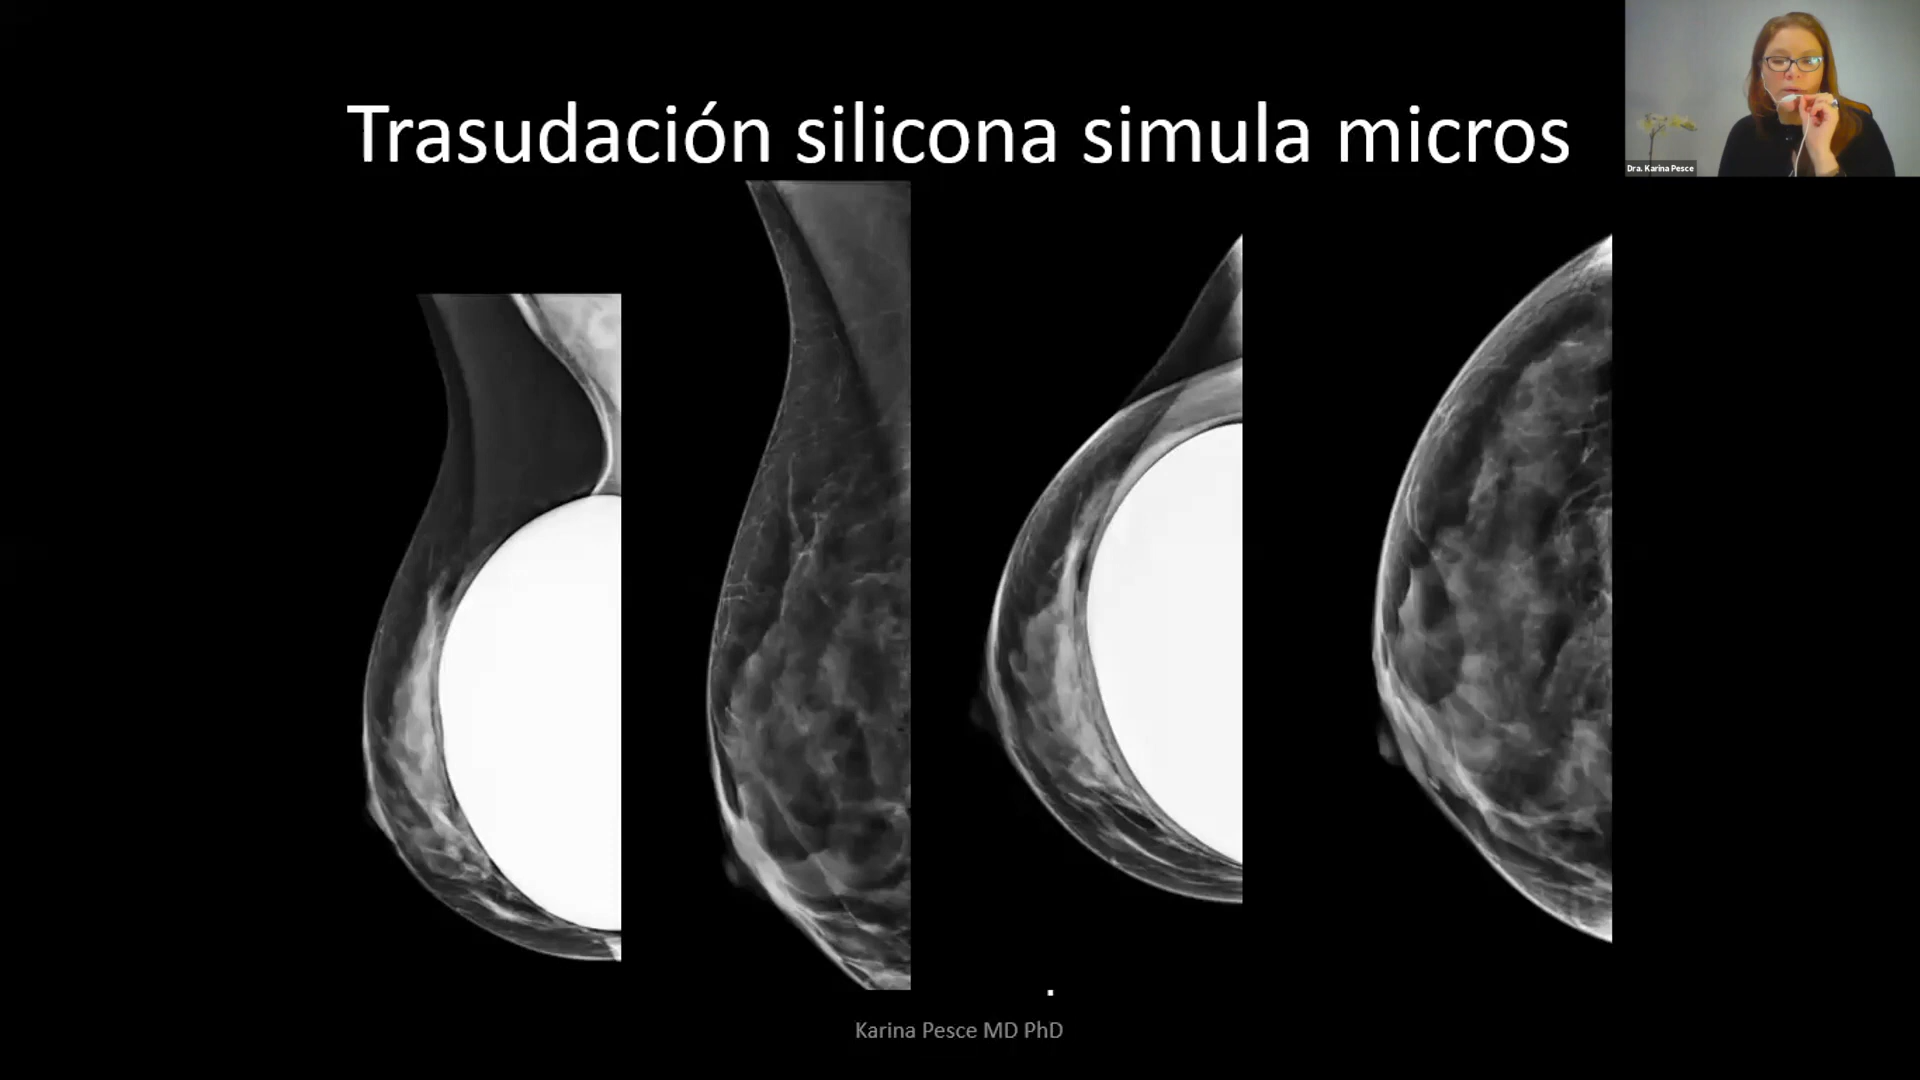 Trasudación silicona simula micros
Dra. Karina Pesce
.
Karina Pesce MD PhD